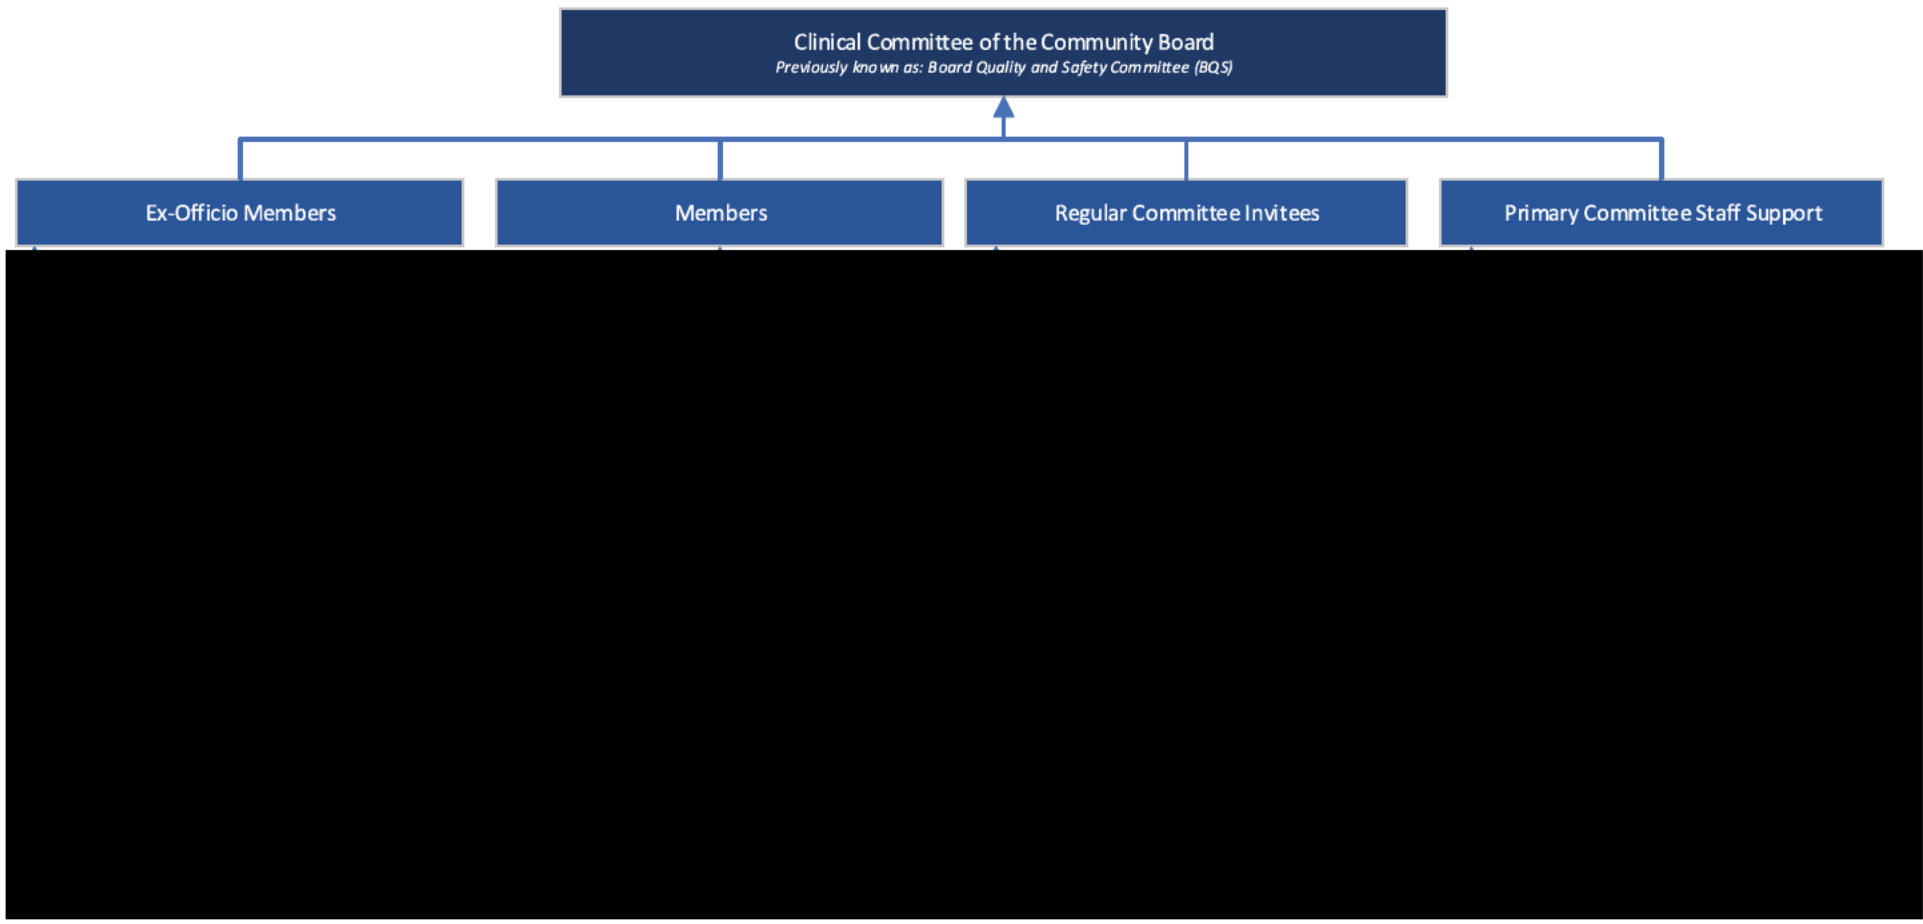 Clinical Committee of the Community Board
Previously known as: Board Quality and Safety Committee (BQS)
Ex-Officio Members
Members
Regular Committee Invitees
Primary Committee Staff Support